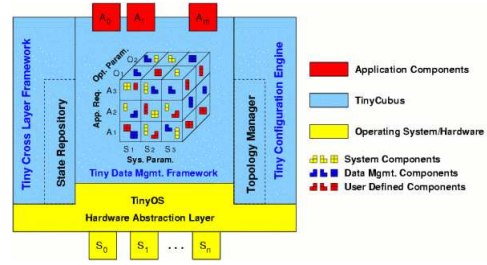 A0 A1 Am
Tiny Cross Layer Framework
State Repository
Opt. Param.
O2
O1
App. Req.
A3
A2
A1
S1 S2 S3
Sys. Param.
Tiny Data Mgmt. Framework
Topology Manager
Tiny Configuration Engine
TinyOS
Hardware Abstraction Layer
S0 S1 ... Sn
Application Components
TinyCubus
Operating System/Hardware
System Components
Data Mgmt. Components
User Defined Components